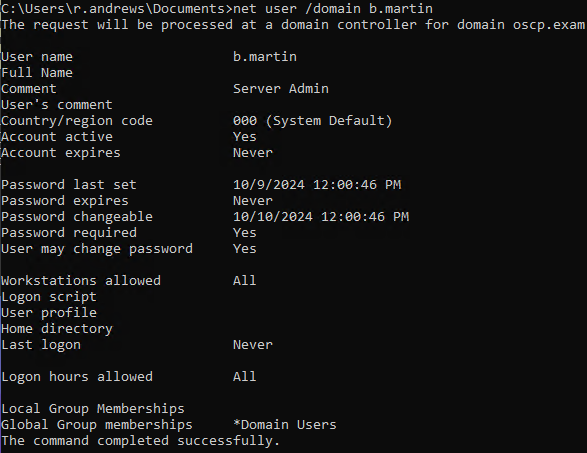 C:\Users\r.andrews\Documents>net user /domain b.martin
The request will be processed at a domain controller for domain oscp.exam
User name b.martin
Full Name
Comment Server Admin
User's comment
Country/region code 000 (System Default)
Account active Yes
Account expires Never
Password last set 10/9/2024 12:00:46 PM
Password expires Never
Password changeable 10/10/2024 12:00:46 PM
Password required Yes
User may change password Yes
Workstations allowed All
Logon script
User profile
Home directory
Last logon Never
Logon hours allowed All
Local Group Memberships
Global Group memberships *Domain Users
The command completed successfully.